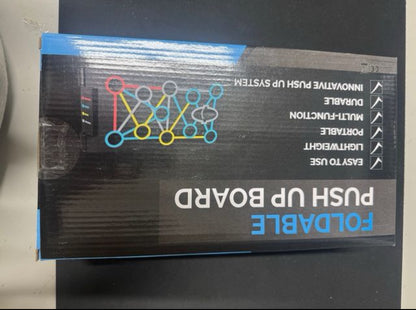 FOLDABLE
PUSH UP BOARD
EASY TO USE
LIGHTWEIGHT
PORTABLE
MULTI-FUNCTION
DURABLE
INNOVATIVE PUSH UP SYSTEM